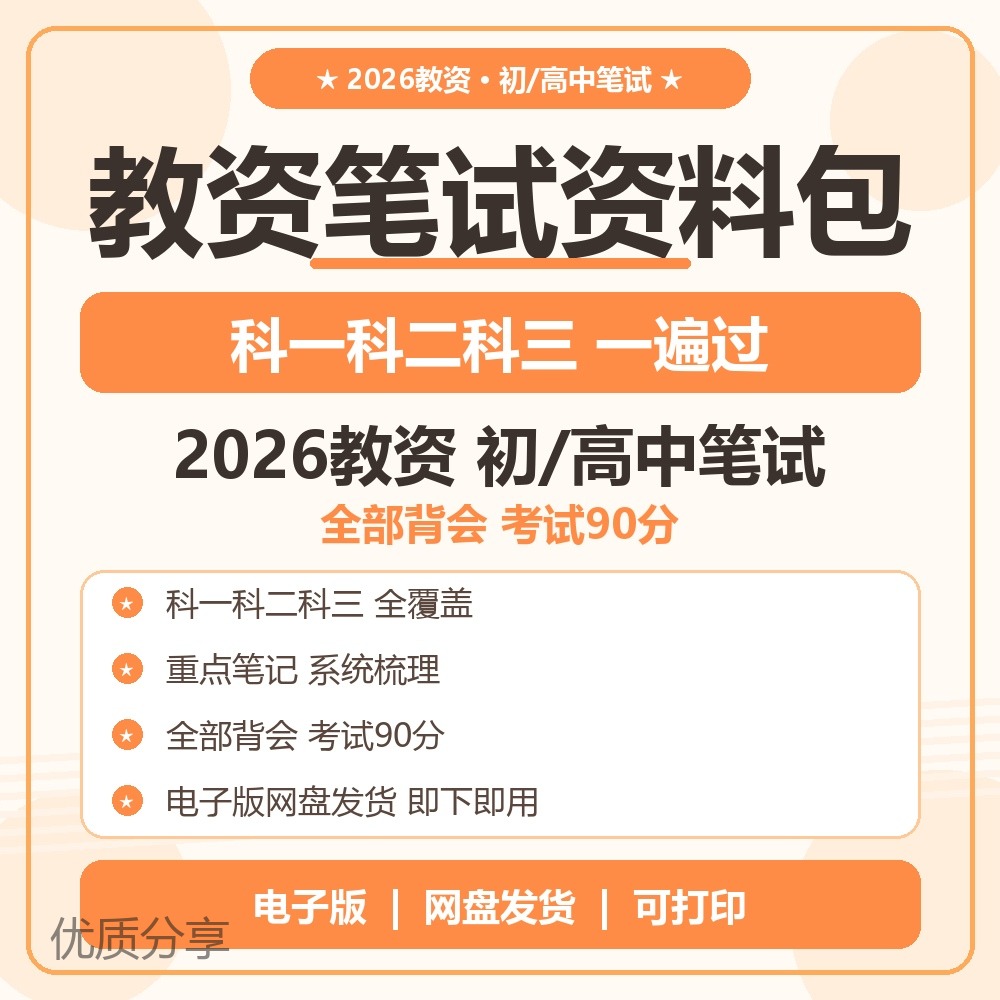 ★ 2026教资·初/高中笔试 ★
教资笔试资料包
科一科二科三 一遍过
2026教资 初/高中笔试
全部背会 考试90分
★ 科一科二科三 全覆盖
★ 重点笔记 系统梳理
★ 全部背会 考试90分
★ 电子版网盘发货 即下即用
电子版 | 网盘发货 | 可打印
优质分享